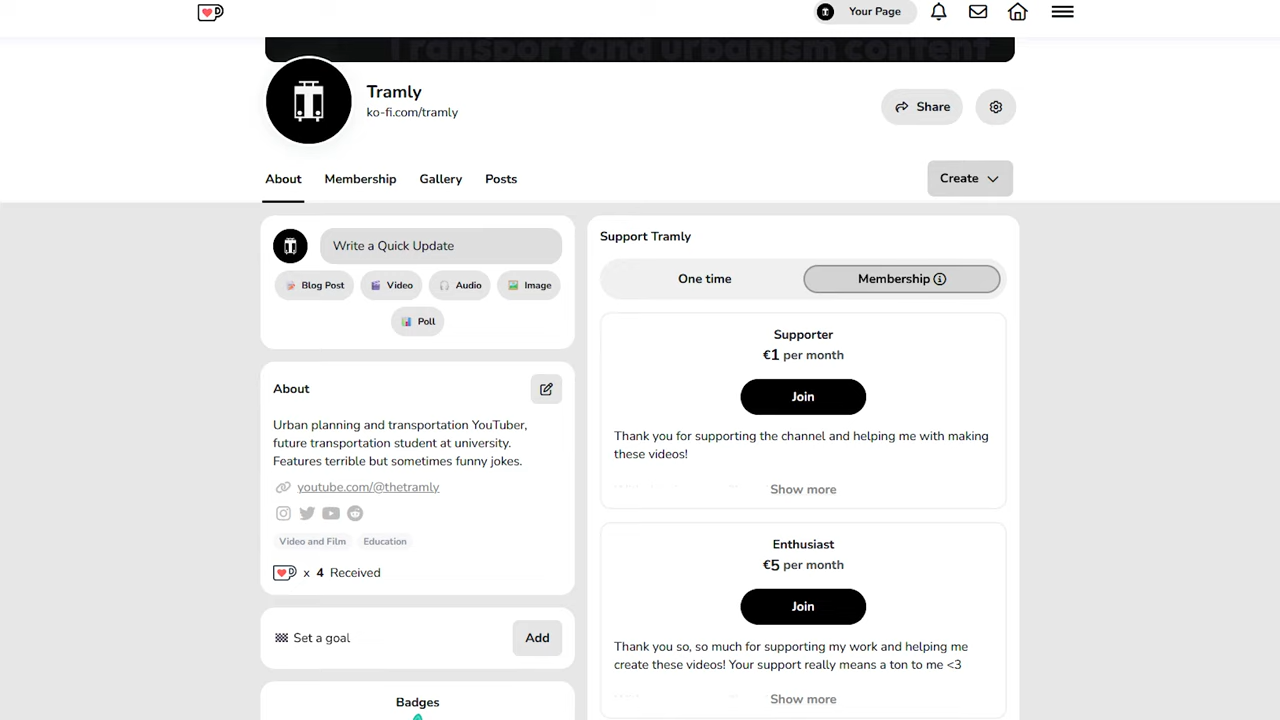 Your Page
Transport and urbanism content
Tramly
ko-fi.com/tramly
Share
About
Membership
Gallery
Posts
Create
Write a Quick Update
Blog Post
Video
Audio
Image
Poll
About
Urban planning and transportation YouTuber,
future transportation student at university.
Features terrible but sometimes funny jokes.
youtube.com/@thetramly
Video and Film
Education
x 4 Received
Set a goal
Add
Badges
Support Tramly
One time
Membership
Supporter
€1 per month
Join
Thank you for supporting the channel and helping me with making
these videos!
Show more
Enthusiast
€5 per month
Join
Thank you so, so much for supporting my work and helping me
create these videos! Your support really means a ton to me <3
Show more